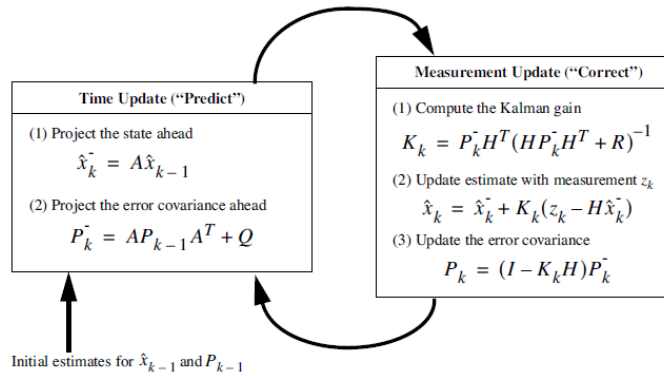 Time Update (“Predict”)
(1) Project the state ahead
x̂⁻ₖ = Ax̂ₖ₋₁
(2) Project the error covariance ahead
P⁻ₖ = APₖ₋₁Aᵀ + Q
Initial estimates for x̂ₖ₋₁ and Pₖ₋₁
Measurement Update (“Correct”)
(1) Compute the Kalman gain
Kₖ = P⁻ₖHᵀ(HP⁻ₖHᵀ + R)⁻¹
(2) Update estimate with measurement zₖ
x̂ₖ = x̂⁻ₖ + Kₖ(zₖ – Hx̂⁻ₖ)
(3) Update the error covariance
Pₖ = (I – KₖH)P⁻ₖ